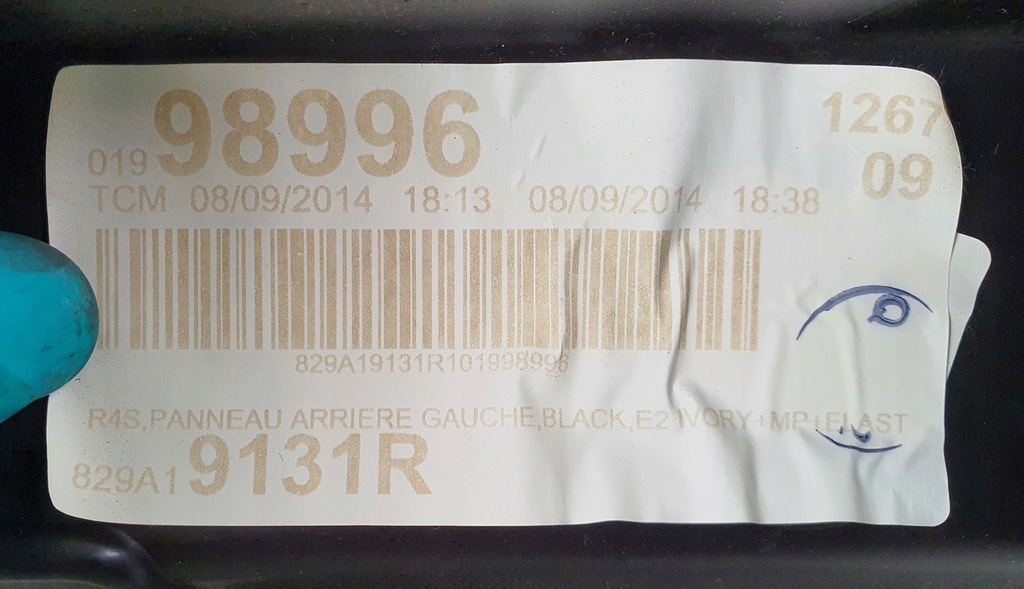 019 98996
1267
09
TCM 08/09/2014 18:13 08/09/2014 18:38
829A19131R101998996
R4S,PANNEAU ARRIERE GAUCHE,BLACK,E2 IVORY+MP+ELAST
829A1 9131R